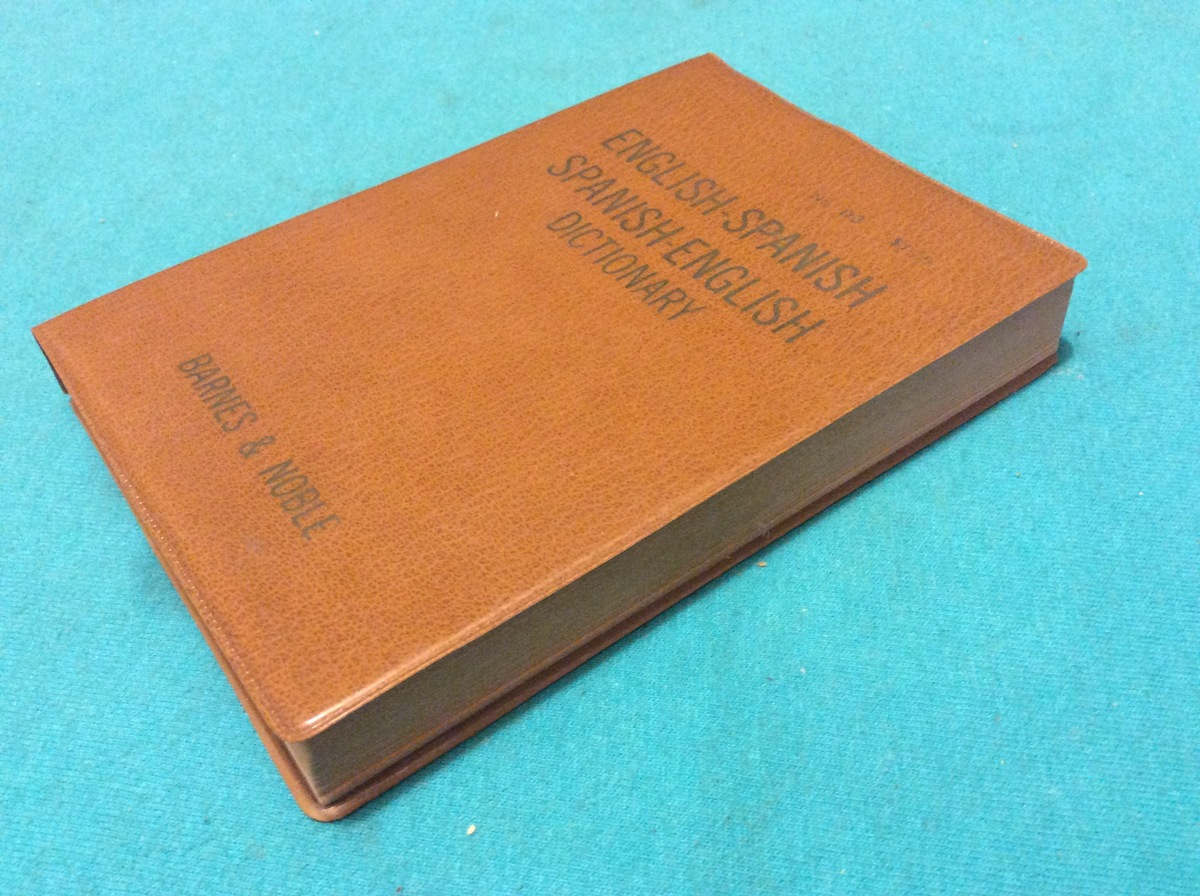 ENGLISH-SPANISH
SPANISH-ENGLISH
DICTIONARY
BARNES & NOBLE